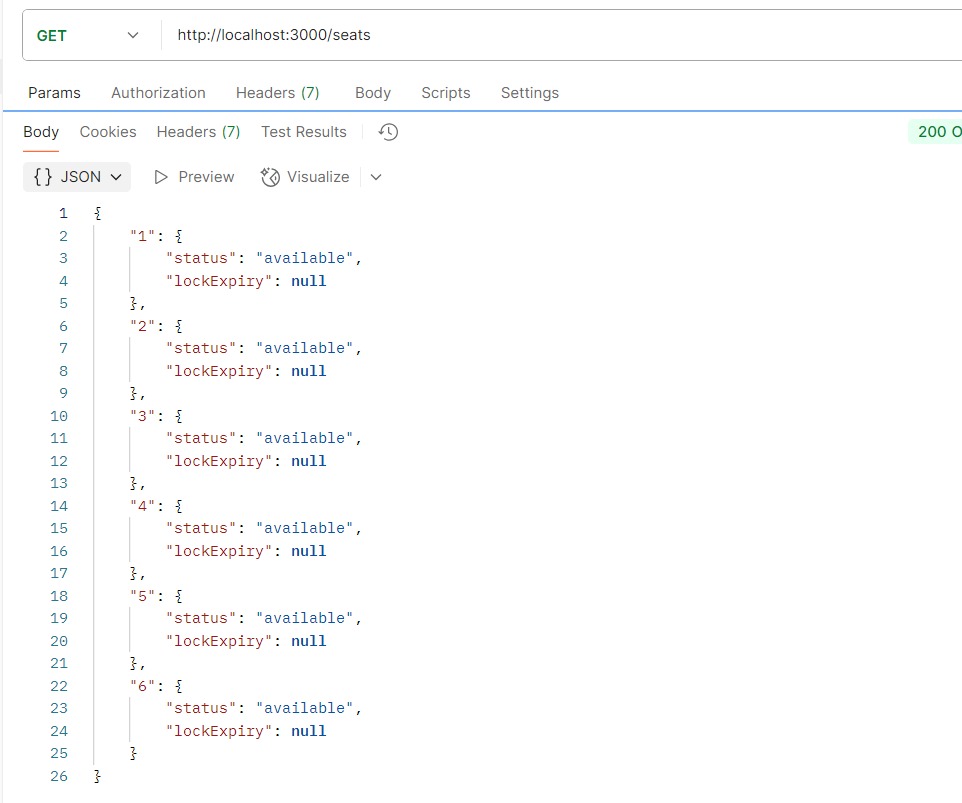 GET http://localhost:3000/seats
Params Authorization Headers (7) Body Scripts Settings
Body Cookies Headers (7) Test Results 200 O
{} JSON Preview Visualize
1 {
2 "1": {
3 "status": "available",
4 "lockExpiry": null
5 },
6 "2": {
7 "status": "available",
8 "lockExpiry": null
9 },
10 "3": {
11 "status": "available",
12 "lockExpiry": null
13 },
14 "4": {
15 "status": "available",
16 "lockExpiry": null
17 },
18 "5": {
19 "status": "available",
20 "lockExpiry": null
21 },
22 "6": {
23 "status": "available",
24 "lockExpiry": null
25 }
26 }